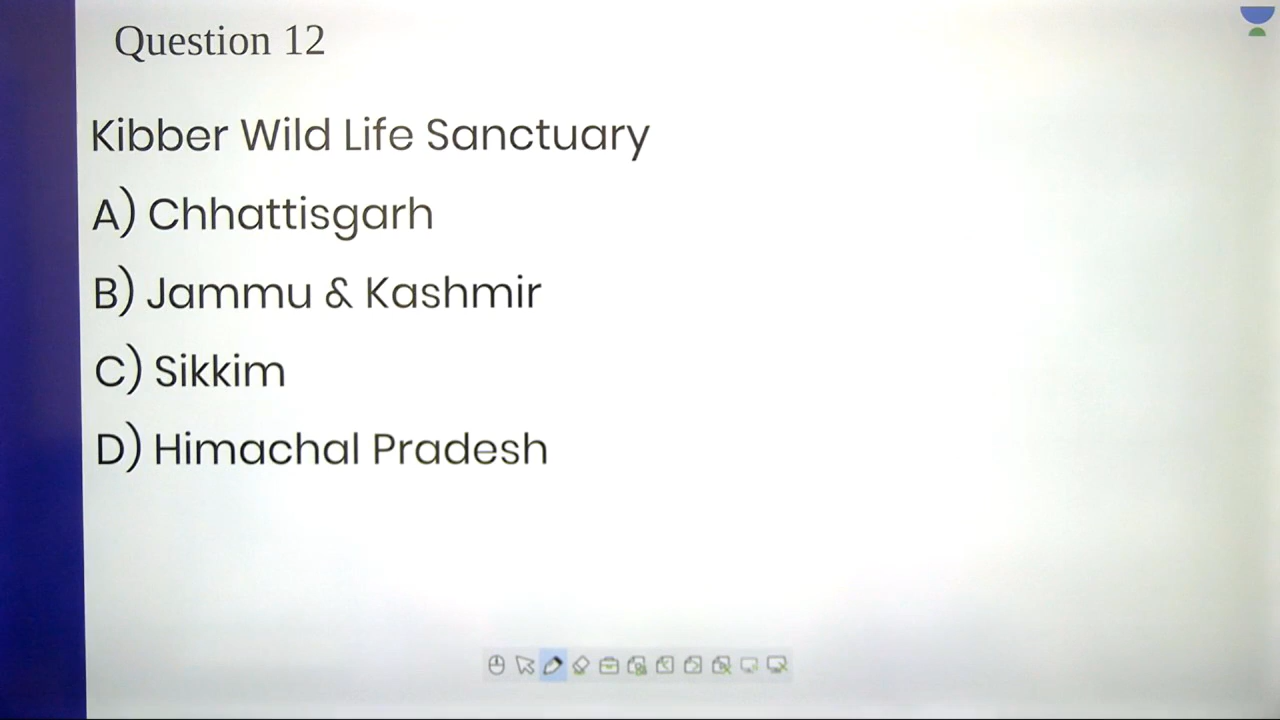 Question 12
Kibber Wild Life Sanctuary
A) Chhattisgarh
B) Jammu & Kashmir
C) Sikkim
D) Himachal Pradesh